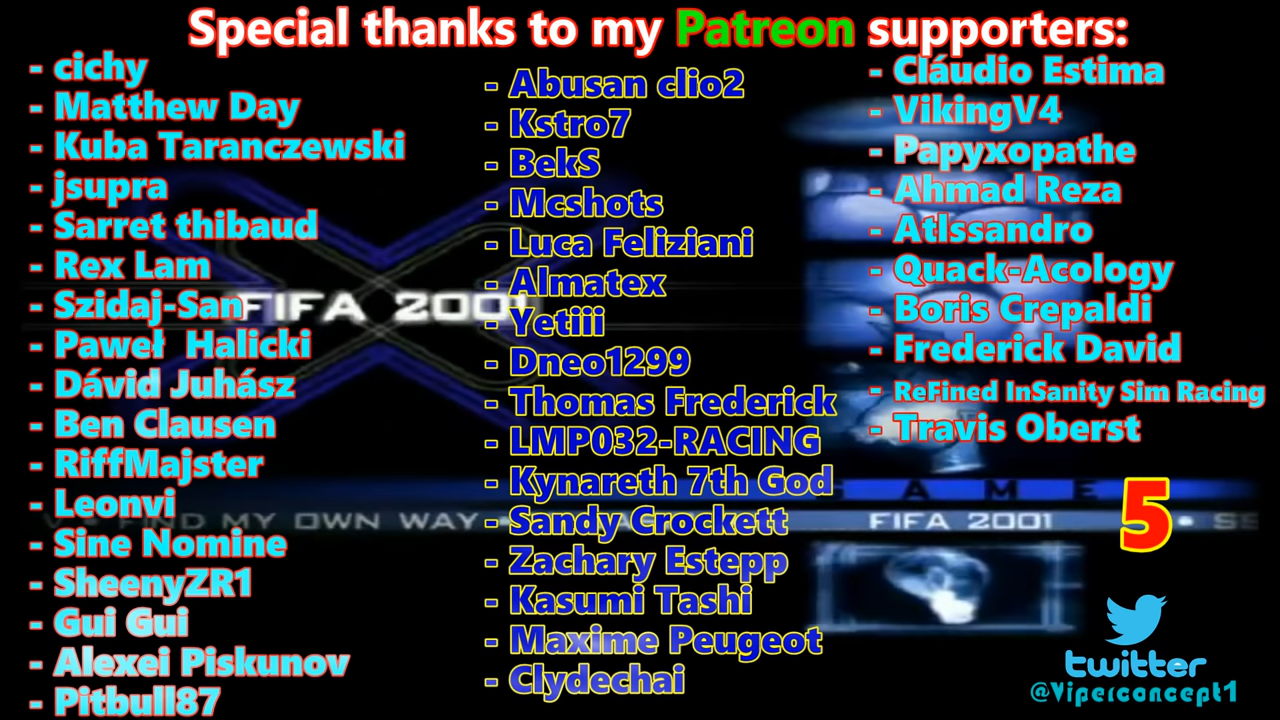 Special thanks to my Patreon supporters:
- cichy
- Matthew Day
- Kuba Taranczewski
- jsupra
- Sarret thibaud
- Rex Lam
- Szidaj-San
- Paweł Halicki
- Dávid Juhász
- Ben Clausen
- RiffMajster
- Leonvi
- Sine Nomine
- SheenyZR1
- Gui Gui
- Alexei Piskunov
- Pitbull87
- Abusan clio2
- Kstro7
- BekS
- Mcshots
- Luca Feliziani
- Almatex
- Yetiii
- Dneo1299
- Thomas Frederick
- LMP032-RACING
- Kynareth 7th God
- Sandy Crockett
- Zachary Estepp
- Kasumi Tashi
- Maxime Peugeot
- Clydechai
- Cláudio Estima
- VikingV4
- Papyxopathe
- Ahmad Reza
- Atlssandro
- Quack-Acology
- Boris Crepaldi
- Frederick David
- ReFined InSanity Sim Racing
- Travis Oberst
FIFA 2001
GAME
FIND MY OWN WAY
FIFA 2001
5
twitter
@Viperconcept1